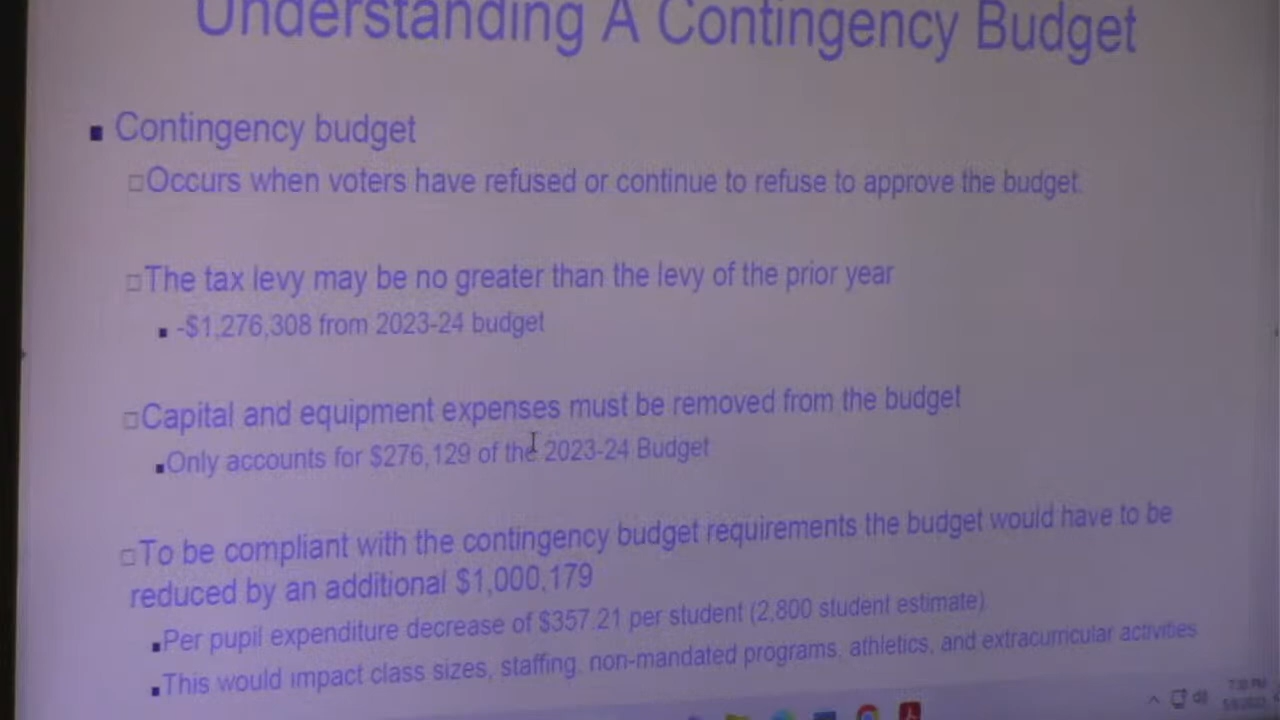 Understanding A Contingency Budget
Contingency budget
Occurs when voters have refused or continue to refuse to approve the budget.
The tax levy may be no greater than the levy of the prior year
-$1,276,308 from 2023-24 budget
Capital and equipment expenses must be removed from the budget
Only accounts for $276,129 of the 2023-24 Budget
To be compliant with the contingency budget requirements the budget would have to be
reduced by an additional $1,000,179
Per pupil expenditure decrease of $357.21 per student (2,800 student estimate)
This would impact class sizes, staffing, non-mandated programs, athletics, and extracurricular activities